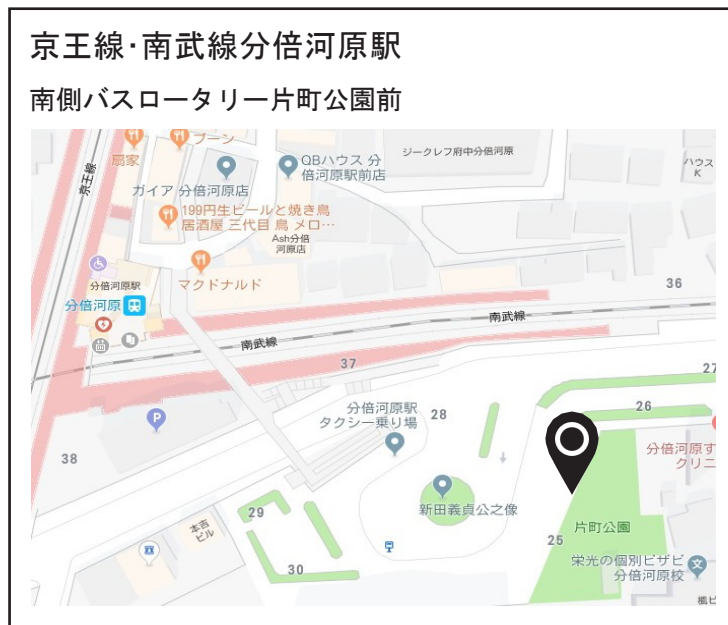 京王線・南武線分倍河原駅
南側バスロータリー片町公園前
ブーン
扇家
ジークレフ府中分倍河原
QBハウス 分
倍河原駅前店
ハウス
K
京王線
ガイア 分倍河原店
199円生ビールと焼き鳥
居酒屋 三代目 鳥 メロ…
Ash分倍
河原店
分倍河原駅
マクドナルド
36
分倍河原
南武線
南武線
37
27
26
28
分倍河原駅
タクシー乗り場
P
分倍河原す
クリニ
38
新田義貞公之像
29
本吉
ビル
片町公園
25
栄光の個別ビザビ
分倍河原校
文
30
楓ビ